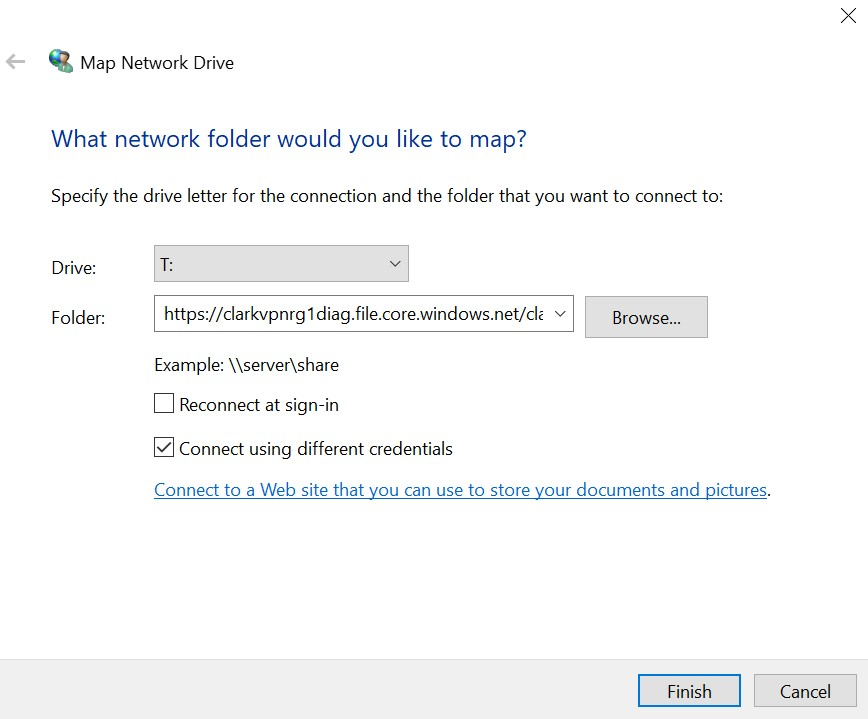 Map Network Drive
What network folder would you like to map?
Specify the drive letter for the connection and the folder that you want to connect to:
Drive: T:
Folder: https://clarkvpnrg1diag.file.core.windows.net/cla Browse...
Example: \\server\share
Reconnect at sign-in
Connect using different credentials
Connect to a Web site that you can use to store your documents and pictures.
Finish Cancel